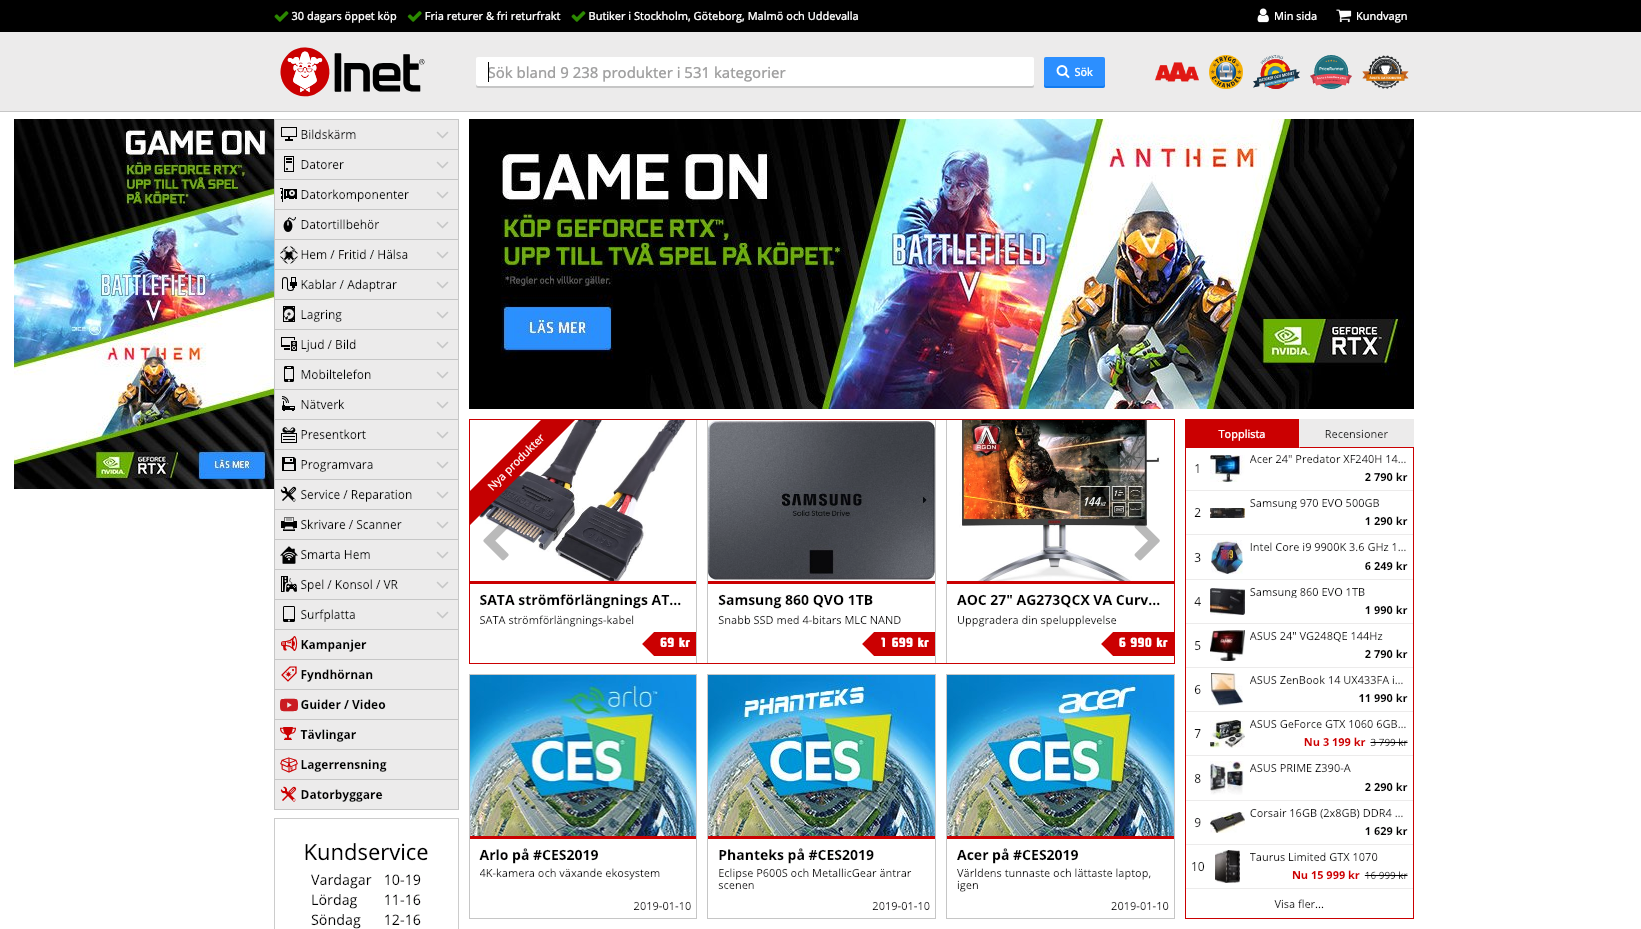 30 dagars öppet köp
Fria returer & fri returfrakt
Butiker i Stockholm, Göteborg, Malmö och Uddevalla
Min sida
Kundvagn
Inet
Sök bland 9 238 produkter i 531 kategorier
Sök
AAA
GAME ON
KÖP GEFORCE RTX™,
UPP TILL TVÅ SPEL
PÅ KÖPET.*
BATTLEFIELD
V
ANTHEM
NVIDIA.
GEFORCE
RTX
LÄS MER
Bildskärm
Datorer
Datorkomponenter
Datortillbehör
Hem / Fritid / Hälsa
Kablar / Adaptrar
Lagring
Ljud / Bild
Mobiltelefon
Nätverk
Presentkort
Programvara
Service / Reparation
Skrivare / Scanner
Smarta Hem
Spel / Konsol / VR
Surfplatta
Kampanjer
Fyndhörnan
Guider / Video
Tävlingar
Lagerrensning
Datorbyggare
Kundservice
Vardagar 10-19
Lördag 11-16
Söndag 12-16
GAME ON
KÖP GEFORCE RTX™,
UPP TILL TVÅ SPEL PÅ KÖPET.*
*Regler och villkor gäller.
LÄS MER
BATTLEFIELD
V
ANTHEM
NVIDIA.
GEFORCE
RTX™
Nya produkter
SATA strömförlängnings AT...
SATA strömförlängnings-kabel
69 kr
SAMSUNG
Solid State Drive
Samsung 860 QVO 1TB
Snabb SSD med 4-bitars MLC NAND
1 699 kr
AGON
144
AOC 27" AG273QCX VA Curv...
Uppgradera din spelupplevelse
6 990 kr
arlo™
CES
Arlo på #CES2019
4K-kamera och växande ekosystem
2019-01-10
PHANTEKS
CES
Phanteks på #CES2019
Eclipse P600S och MetallicGear äntrar
scenen
2019-01-10
acer
CES
Acer på #CES2019
Världens tunnaste och lättaste laptop,
igen
2019-01-10
Topplista
Recensioner
1 Acer 24" Predator XF240H 14...
2 790 kr
2 Samsung 970 EVO 500GB
1 290 kr
3 Intel Core i9 9900K 3.6 GHz 1...
6 249 kr
4 Samsung 860 EVO 1TB
1 990 kr
5 ASUS 24" VG248QE 144Hz
2 790 kr
6 ASUS ZenBook 14 UX433FA i...
11 990 kr
7 ASUS GeForce GTX 1060 6GB...
Nu 3 199 kr 3 799 kr
8 ASUS PRIME Z390-A
2 290 kr
9 Corsair 16GB (2x8GB) DDR4 ...
1 629 kr
10 Taurus Limited GTX 1070
Nu 15 999 kr 16 999 kr
Visa fler...